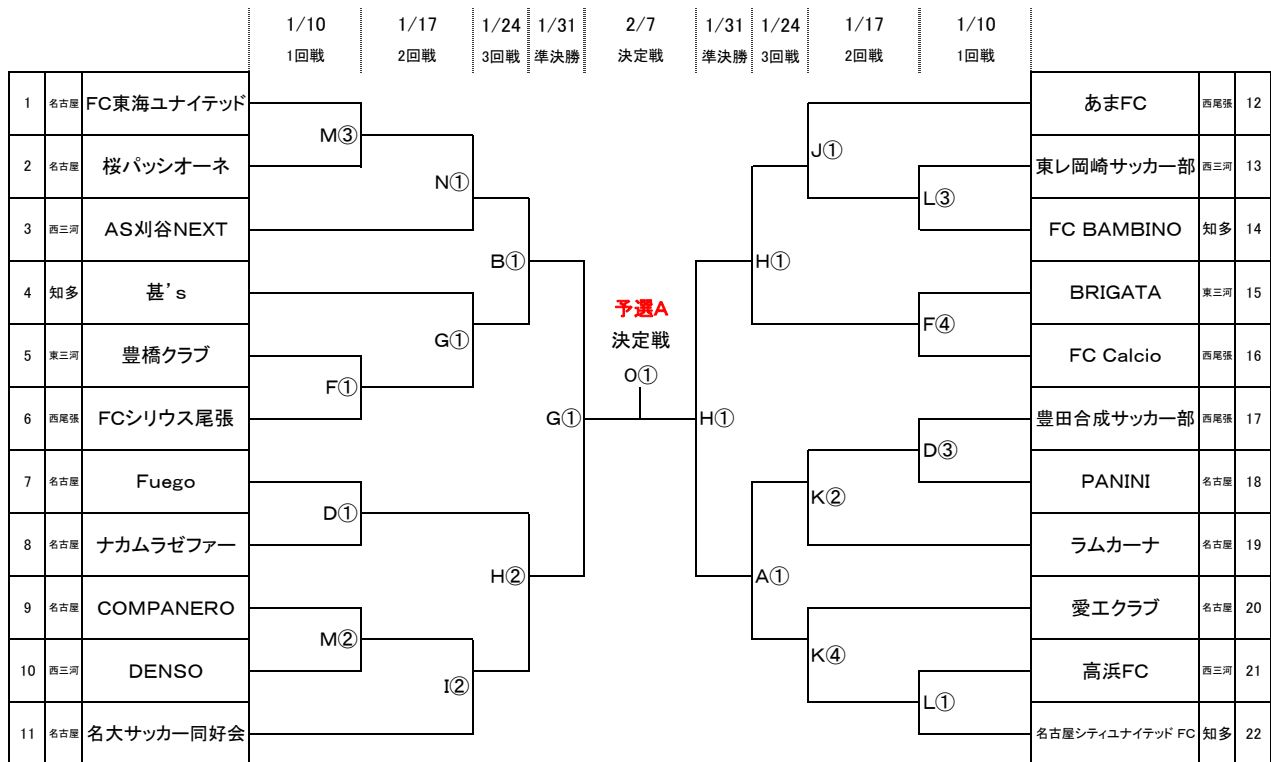 1/10 1/17 1/24 1/31 2/7 1/31 1/24 1/17 1/10
1回戦 2回戦 3回戦 準決勝 決定戦 準決勝 3回戦 2回戦 1回戦
1 名古屋 FC東海ユナイテッド
2 名古屋 桜パッシオーネ
3 西三河 AS刈谷NEXT
4 知多 甚's
5 東三河 豊橋クラブ
6 西尾張 FCシリウス尾張
7 名古屋 Fuego
8 名古屋 ナカムラゼファー
9 名古屋 COMPANERO
10 西三河 DENSO
11 名古屋 名大サッカー同好会
M③
N①
B①
G①
F①
G①
D①
H②
M②
I②
予選A
決定戦
O①
J①
L③
H①
F④
H①
D③
K②
A①
K④
L①
あまFC 西尾張 12
東レ岡崎サッカー部 西三河 13
FC BAMBINO 知多 14
BRIGATA 東三河 15
FC Calcio 西尾張 16
豊田合成サッカー部 西尾張 17
PANINI 名古屋 18
ラムカーナ 名古屋 19
愛工クラブ 名古屋 20
高浜FC 西三河 21
名古屋シティユナイテッド FC 知多 22